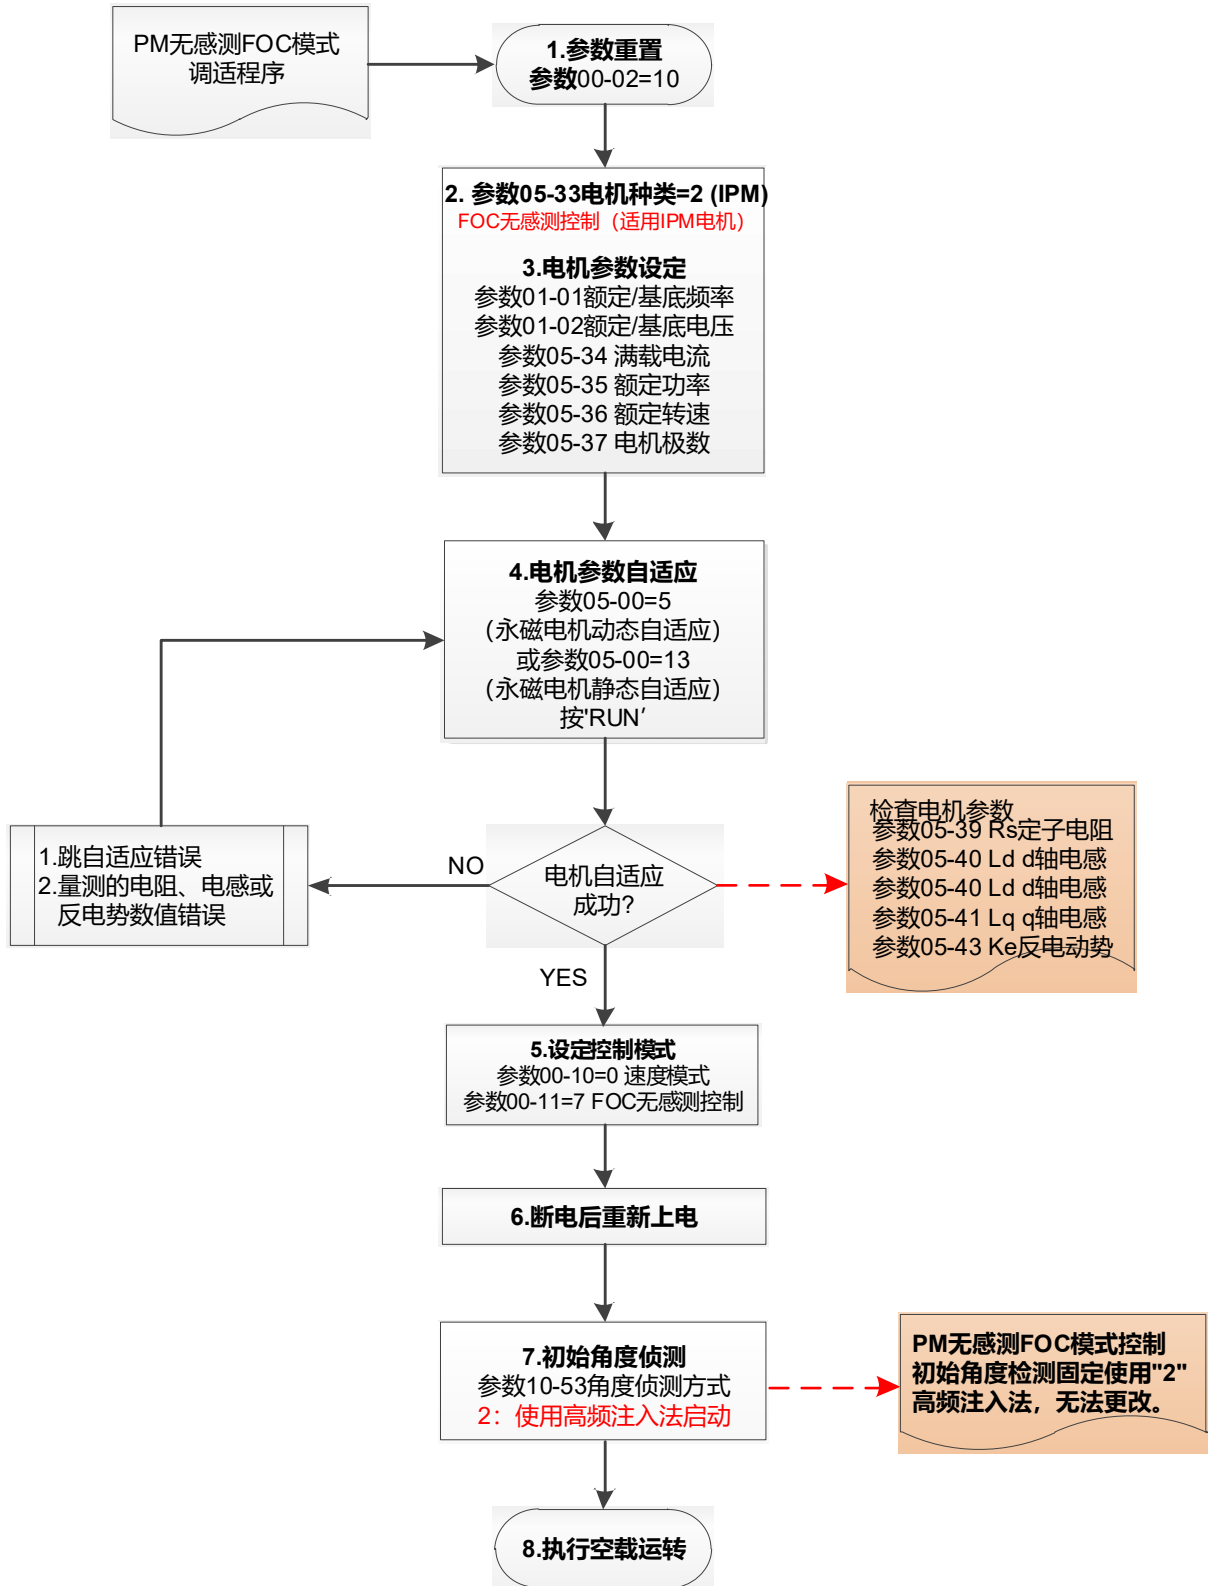 PM无感测FOC模式
调适程序
1.参数重置
参数00-02=10
2. 参数05-33电机种类=2 (IPM)
FOC无感测控制（适用IPM电机）
3.电机参数设定
参数01-01额定/基底频率
参数01-02额定/基底电压
参数05-34 满载电流
参数05-35 额定功率
参数05-36 额定转速
参数05-37 电机极数
4.电机参数自适应
参数05-00=5
(永磁电机动态自适应)
或参数05-00=13
(永磁电机静态自适应)
按'RUN'
检查电机参数
参数05-39 Rs定子电阻
参数05-40 Ld d轴电感
参数05-40 Ld d轴电感
参数05-41 Lq q轴电感
参数05-43 Ke反电动势
1.跳自适应错误
2.量测的电阻、电感或
反电势数值错误
NO
电机自适应
成功?
YES
5.设定控制模式
参数00-10=0 速度模式
参数00-11=7 FOC无感测控制
6.断电后重新上电
7.初始角度侦测
参数10-53角度侦测方式
2：使用高频注入法启动
PM无感测FOC模式控制
初始角度检测固定使用"2"
高频注入法，无法更改。
8.执行空载运转